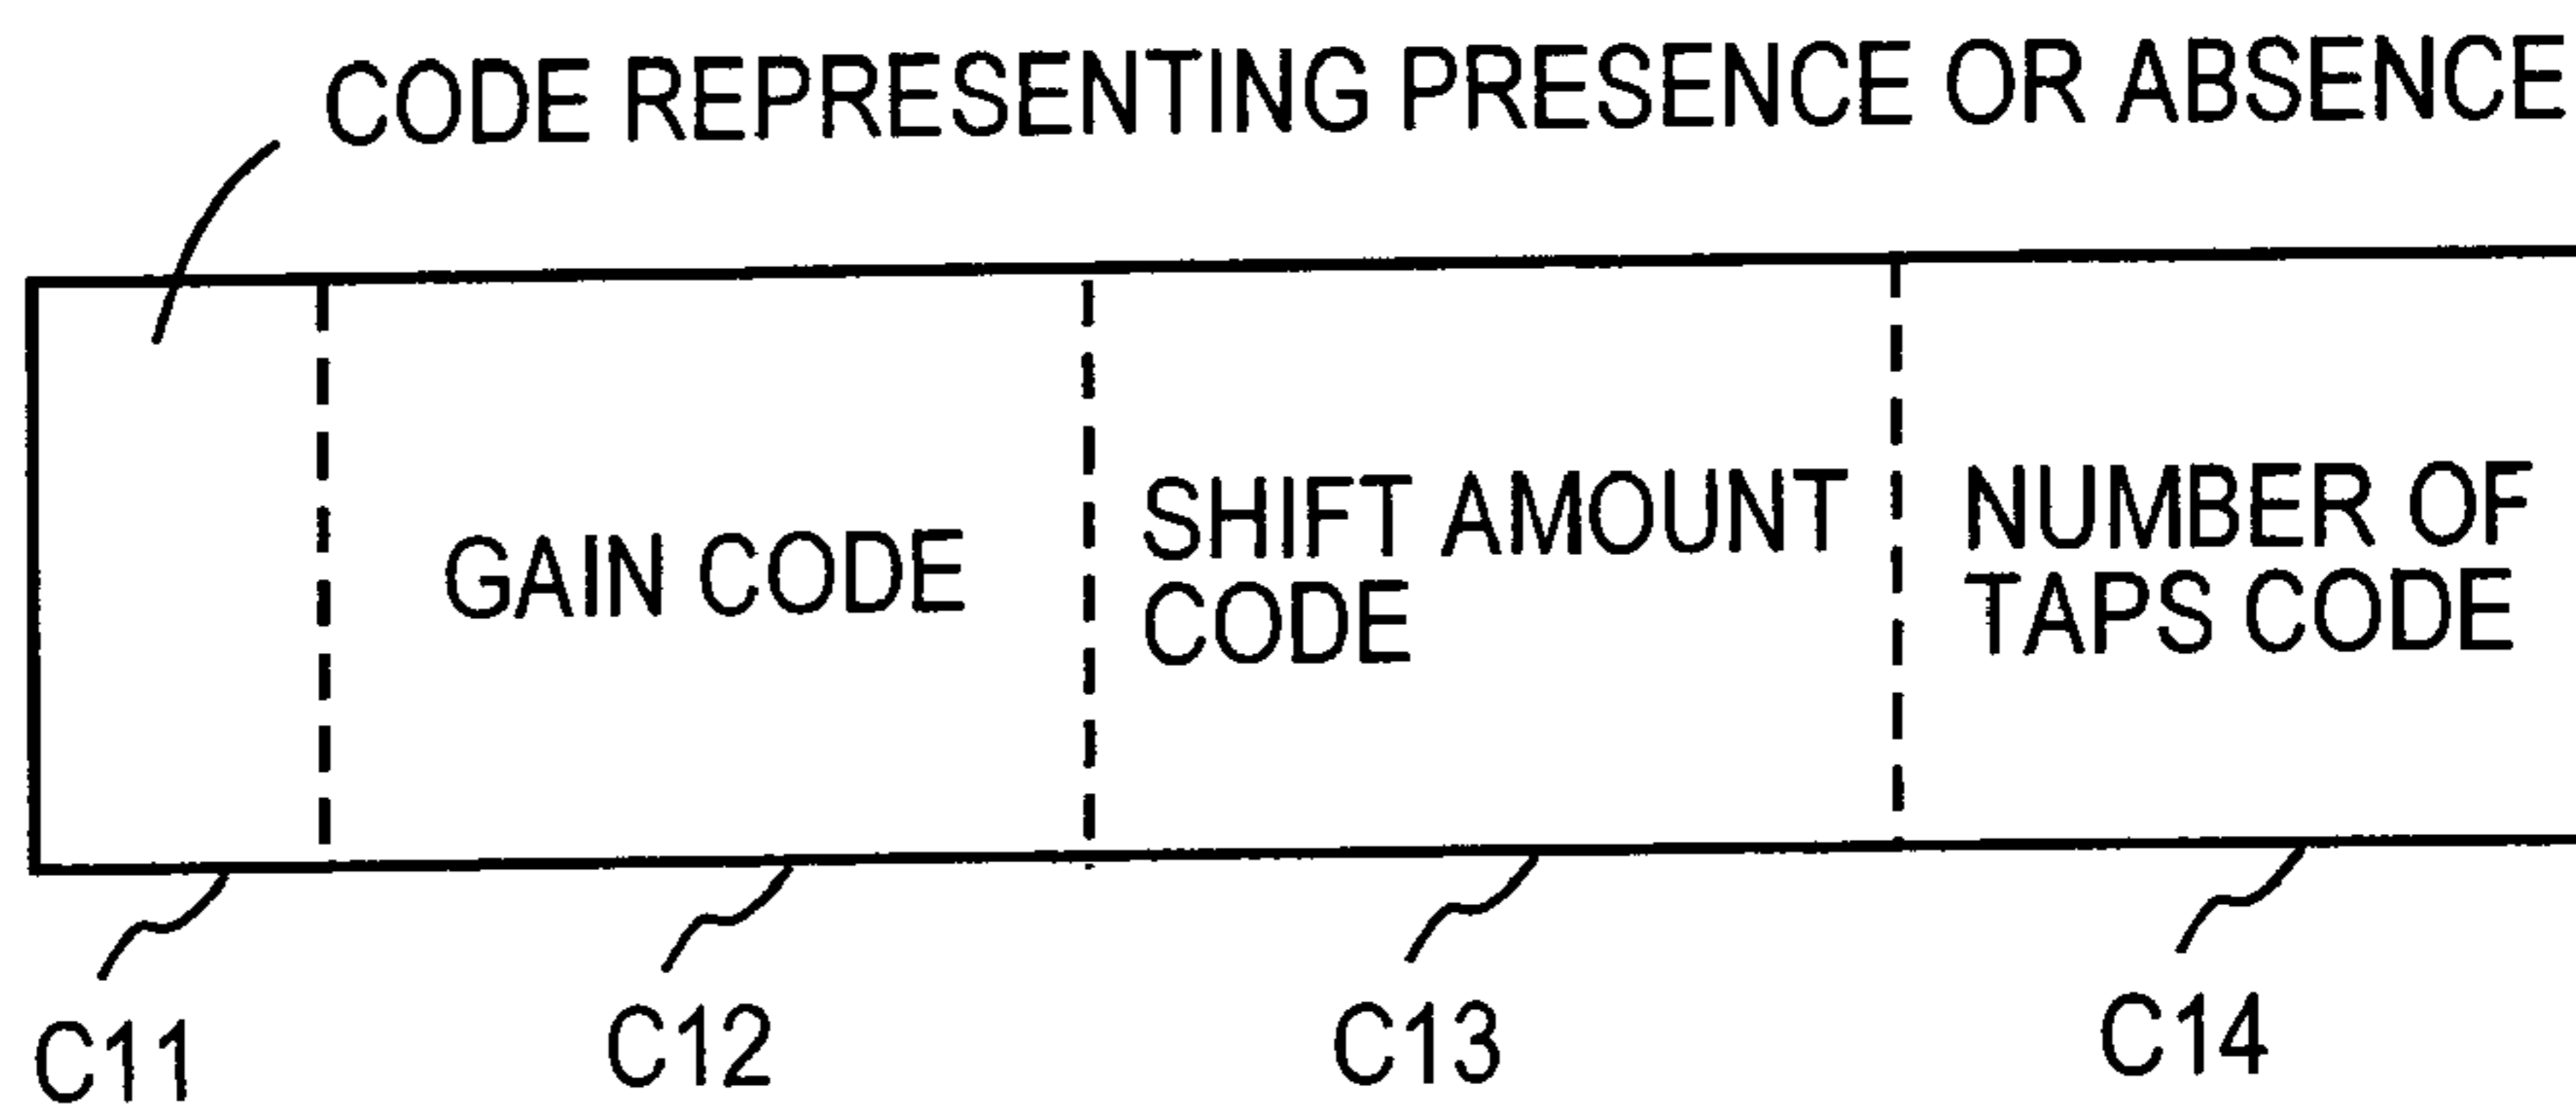 CODE REPRESENTING PRESENCE OR ABSENCE
GAIN CODE
SHIFT AMOUNT
CODE
NUMBER OF
TAPS CODE
C11
C12
C13
C14